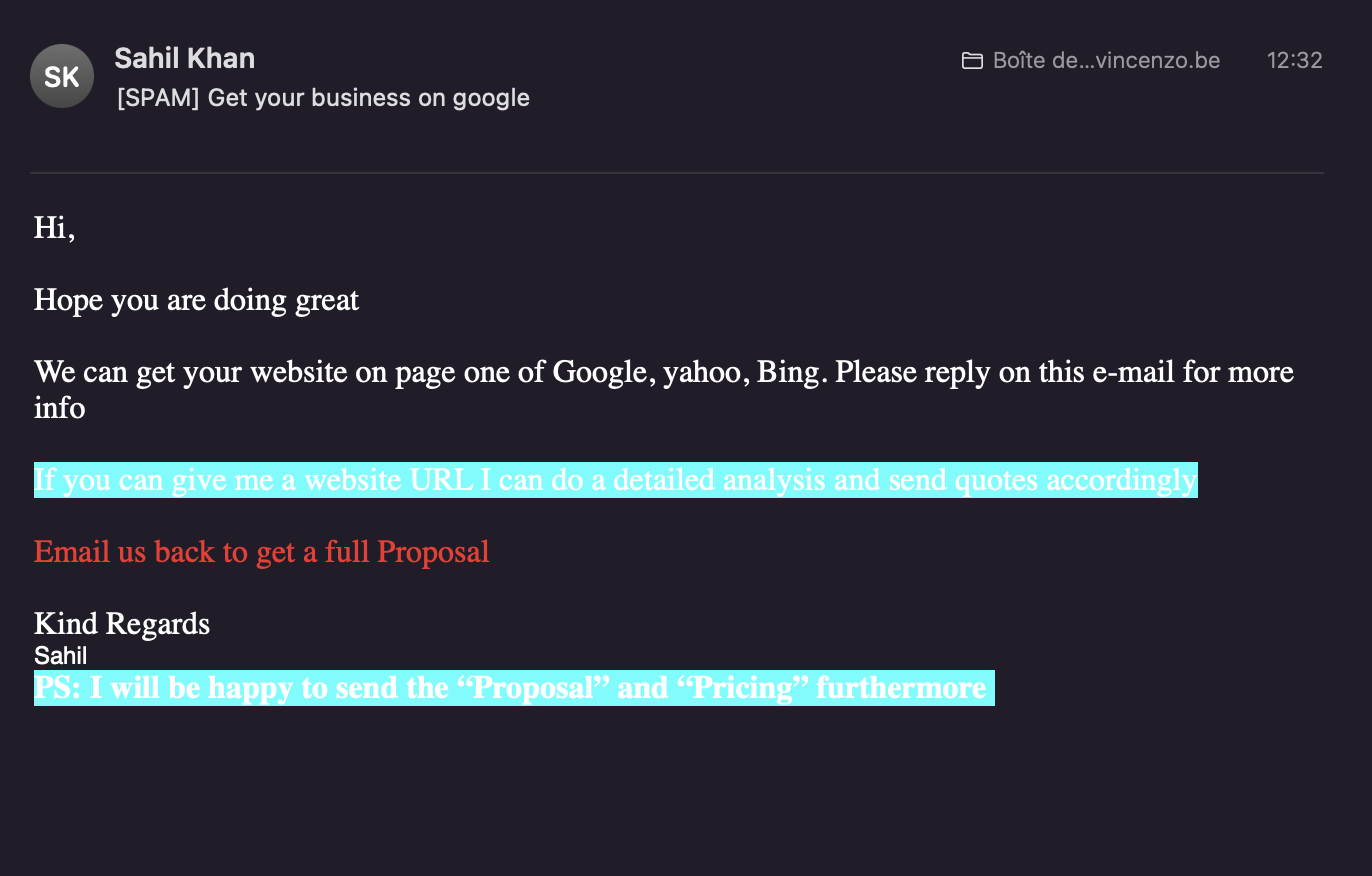 SK
Sahil Khan
Boîte de...vincenzo.be
12:32
[SPAM] Get your business on google
Hi,
Hope you are doing great
We can get your website on page one of Google, yahoo, Bing. Please reply on this e-mail for more
info
If you can give me a website URL I can do a detailed analysis and send quotes accordingly
Email us back to get a full Proposal
Kind Regards
Sahil
PS: I will be happy to send the “Proposal” and “Pricing” furthermore